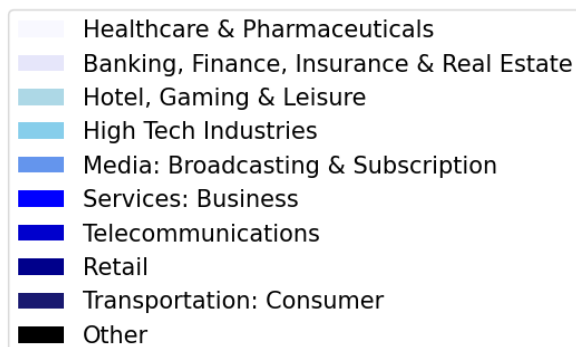 Healthcare & Pharmaceuticals
Banking, Finance, Insurance & Real Estate
Hotel, Gaming & Leisure
High Tech Industries
Media: Broadcasting & Subscription
Services: Business
Telecommunications
Retail
Transportation: Consumer
Other